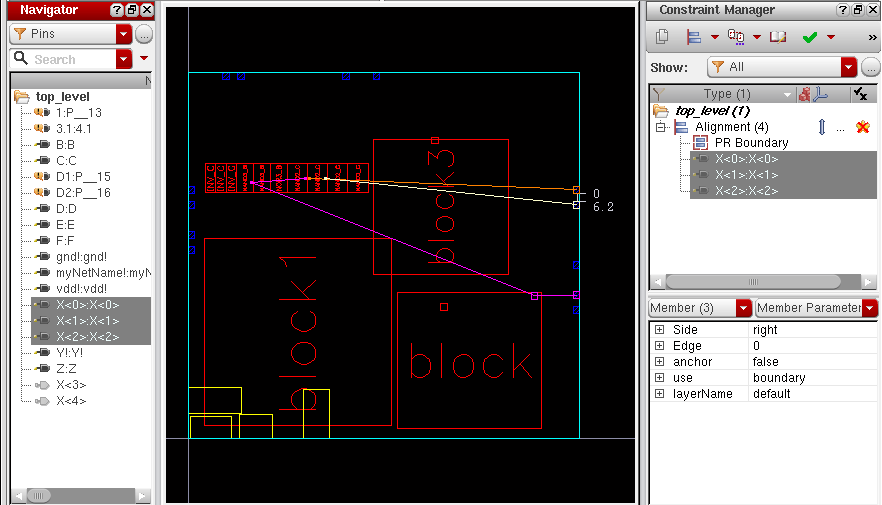 Navigator
Pins
Search
N
top_level
1:P__13
3.1:4.1
B:B
C:C
D1:P__15
D2:P__16
D:D
E:E
F:F
gnd!:gnd!
myNetName!:myN
vdd!:vdd!
X<0>:X<0>
X<1>:X<1>
X<2>:X<2>
Y!:Y!
Z:Z
X<3>
X<4>
INV_C
INV_C
INV_C
block3
0
6.2
block1
block
Constraint Manager
Show:
All
Type (1)
top_level (1)
Alignment (4)
...
PR Boundary
X<0>:X<0>
X<1>:X<1>
X<2>:X<2>
Member (3)
Member Parameter
Side right
Edge 0
anchor false
use boundary
layerName default